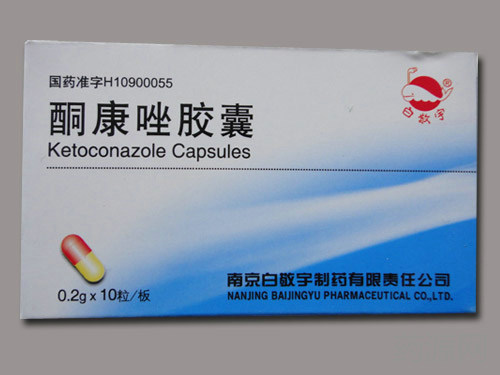 国药准字H10900055
酮康唑胶囊
Ketoconazole Capsules
®
白敬宇
0.2g x 10粒/板
南京白敬宇制药有限责任公司
NANJING BAIJINGYU PHARMACEUTICAL CO.,LTD.